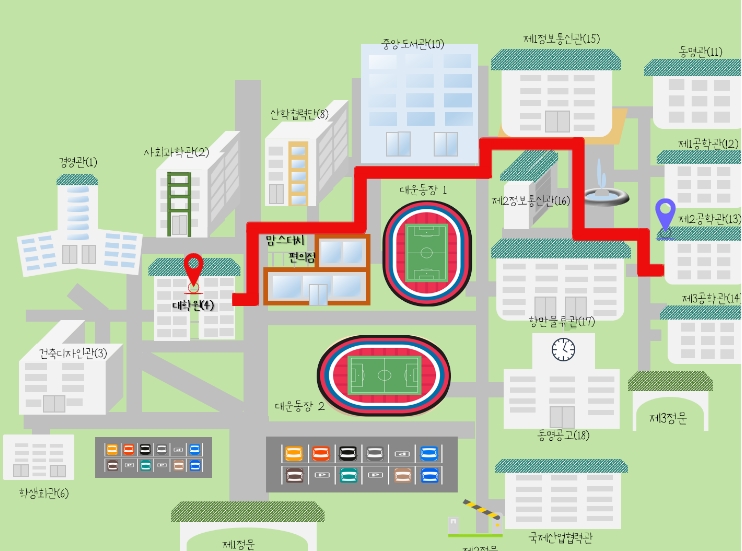 중앙도서관(10)
제1정보통신관(15)
동명관(11)
산학협력단(8)
사회과학관(2)
경영관(1)
제1공학관(12)
대운동장 1
제2정보통신관(16)
제2공학관(13)
맘스터치
편의점
대학원(4)
제3공학관(14)
항만물류관(17)
건축디자인관(3)
대운동장 2
제3정문
동명공고(18)
학생회관(6)
국제산업협력관
제1정문
제2정문